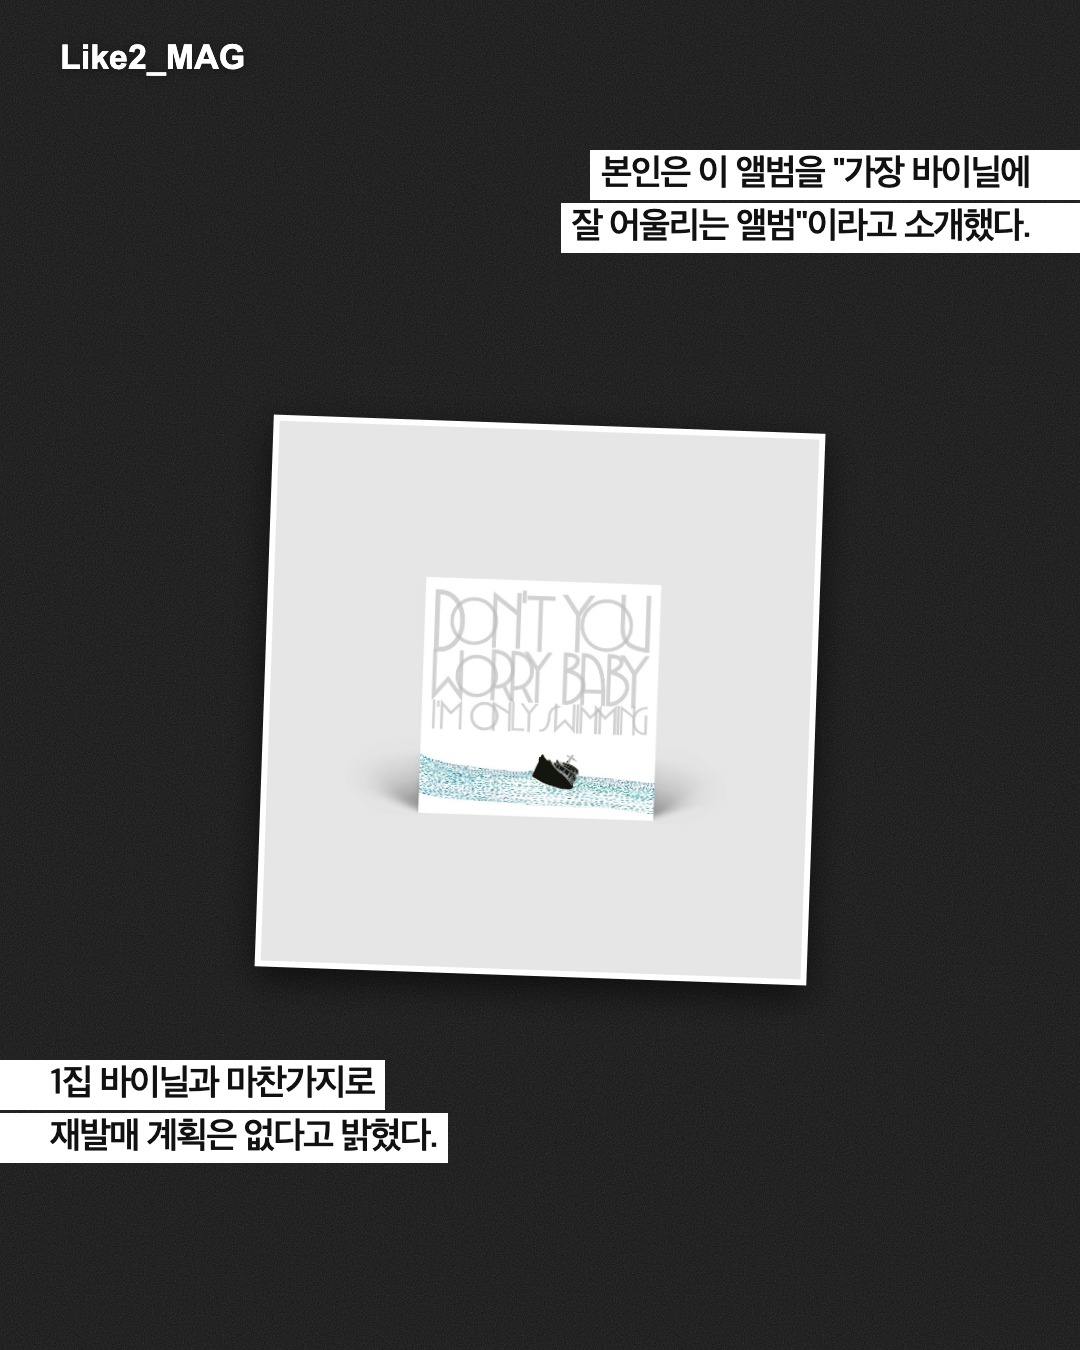 Like2_MAG
본인은 이 앨범을 "가장 바이닐에
잘 어울리는 앨범"이라고 소개했다.
DON'T YOU
WORRY BABY
I'M ONLY SWIMMING
1집 바이닐과 마찬가지로
재발매 계획은 없다고 밝혔다.